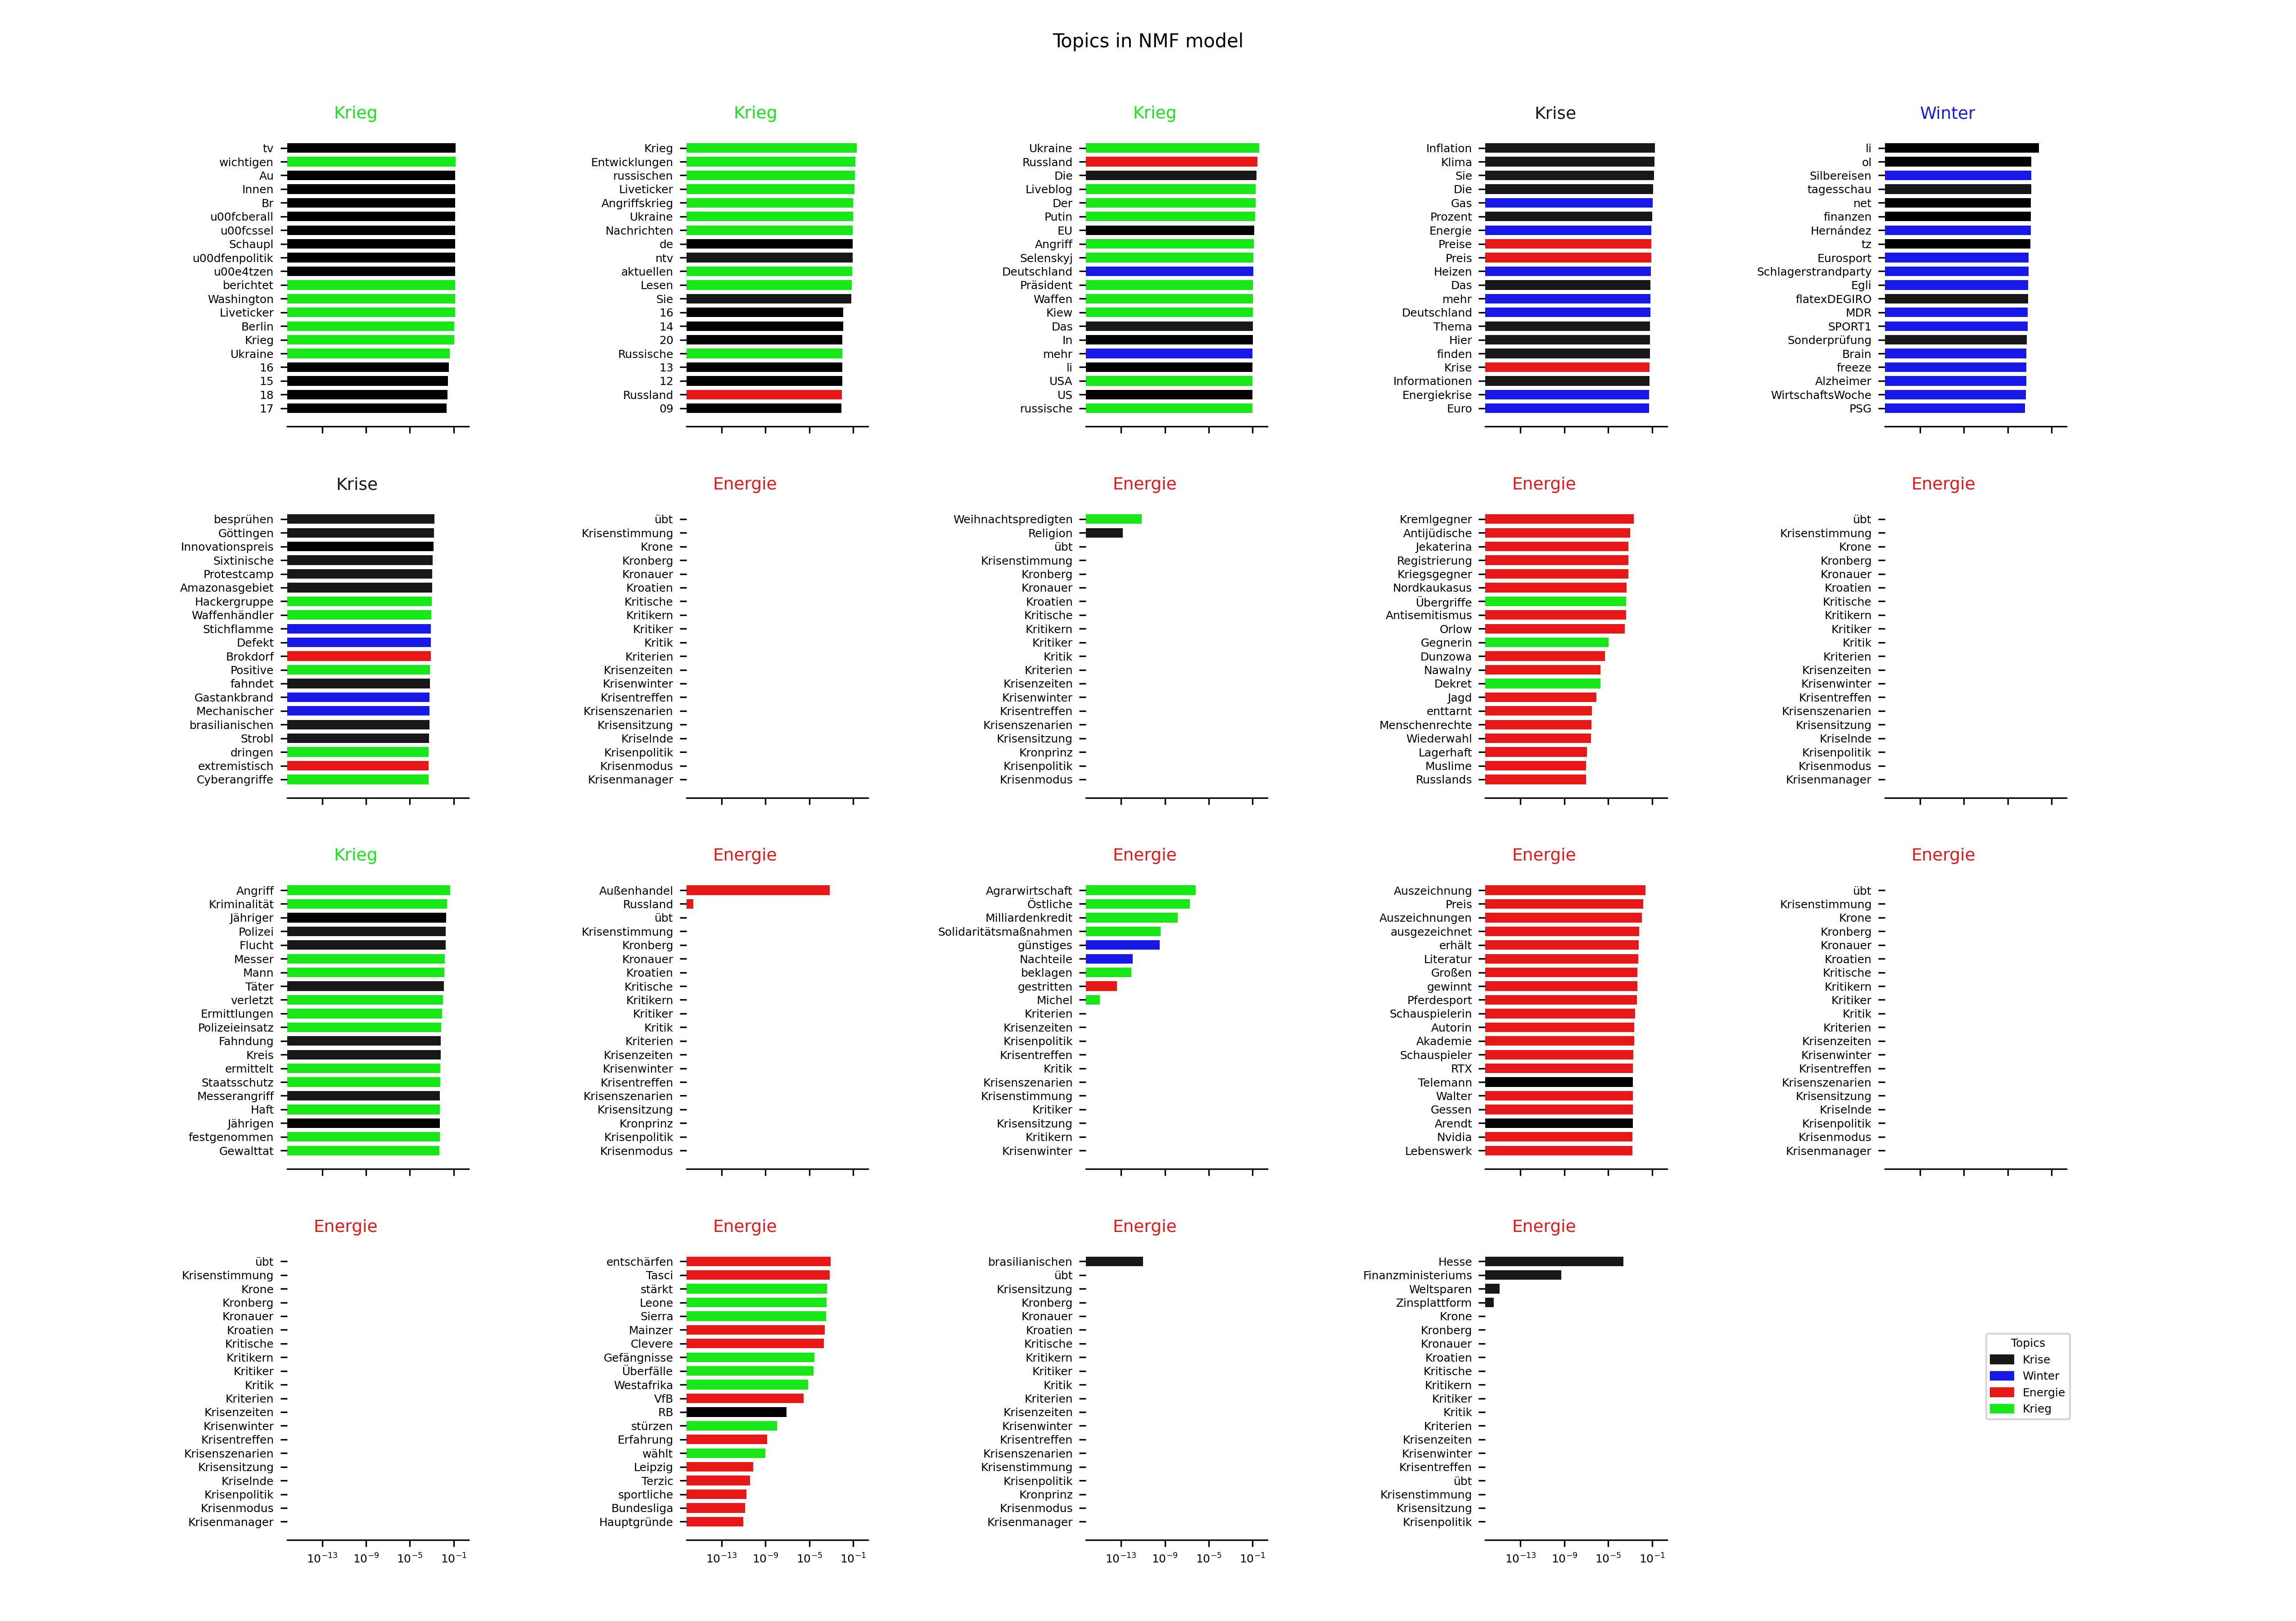 Topics in NMF model
Krieg
tv
wichtigen
Au
Innen
Br
u00fcberall
u00fcssel
Schaupl
u00dfenpolitik
u00e4tzen
berichtet
Washington
Liveticker
Berlin
Krieg
Ukraine
16
15
18
17
Krieg
Krieg
Entwicklungen
russischen
Liveticker
Angriffskrieg
Ukraine
Nachrichten
de
ntv
aktuellen
Lesen
Sie
16
14
20
Russische
13
12
Russland
09
Krieg
Ukraine
Russland
Die
Liveblog
Der
Putin
EU
Angriff
Selenskyj
Deutschland
Präsident
Waffen
Kiew
Das
In
mehr
li
USA
US
russische
Krise
Inflation
Klima
Sie
Die
Gas
Prozent
Energie
Preise
Preis
Heizen
Das
mehr
Deutschland
Thema
Hier
finden
Krise
Informationen
Energiekrise
Euro
Winter
li
ol
Silbereisen
tagesschau
net
finanzen
Hernández
tz
Eurosport
Schlagerstrandparty
Egli
flatexDEGIRO
MDR
SPORT1
Sonderprüfung
Brain
freeze
Alzheimer
WirtschaftsWoche
PSG
Krise
besprühen
Göttingen
Innovationspreis
Sixtinische
Protestcamp
Amazonasgebiet
Hackergruppe
Waffenhändler
Stichflamme
Defekt
Brokdorf
Positive
fahndet
Gastankbrand
Mechanischer
brasilianischen
Strobl
dringen
extremistisch
Cyberangriffe
Energie
übt
Krisenstimmung
Krone
Kronberg
Kronauer
Kroatien
Kritische
Kritikern
Kritiker
Kritik
Kriterien
Krisenzeiten
Krisenwinter
Krisentreffen
Krisenszenarien
Krisensitzung
Kriselnde
Krisenpolitik
Krisenmodus
Krisenmanager
Energie
Weihnachtspredigten
Religion
übt
Krisenstimmung
Kronberg
Kronauer
Kroatien
Kritische
Kritikern
Kritiker
Kritik
Kriterien
Krisenzeiten
Krisenwinter
Krisentreffen
Krisenszenarien
Krisensitzung
Kronprinz
Krisenpolitik
Krisenmodus
Energie
Kremlgegner
Antijüdische
Jekaterina
Registrierung
Kriegsgegner
Nordkaukasus
Übergriffe
Antisemitismus
Orlow
Gegnerin
Dunzowa
Nawalny
Dekret
Jagd
enttarnt
Menschenrechte
Wiederwahl
Lagerhaft
Muslime
Russlands
Energie
übt
Krisenstimmung
Krone
Kronberg
Kronauer
Kroatien
Kritische
Kritikern
Kritiker
Kritik
Kriterien
Krisenzeiten
Krisenwinter
Krisentreffen
Krisenszenarien
Krisensitzung
Kriselnde
Krisenpolitik
Krisenmodus
Krisenmanager
Krieg
Angriff
Kriminalität
Jähriger
Polizei
Flucht
Messer
Mann
Täter
verletzt
Ermittlungen
Polizeieinsatz
Fahndung
Kreis
ermittelt
Staatsschutz
Messerangriff
Haft
Jährigen
festgenommen
Gewalttat
Energie
Außenhandel
Russland
übt
Krisenstimmung
Kronberg
Kronauer
Kroatien
Kritische
Kritikern
Kritiker
Kritik
Kriterien
Krisenzeiten
Krisenwinter
Krisentreffen
Krisenszenarien
Krisensitzung
Kronprinz
Krisenpolitik
Krisenmodus
Energie
Agrarwirtschaft
Östliche
Milliardenkredit
Solidaritätsmaßnahmen
günstiges
Nachteile
beklagen
gestritten
Michel
Kriterien
Krisenzeiten
Krisenpolitik
Krisentreffen
Kritik
Krisenszenarien
Krisenstimmung
Kritiker
Krisensitzung
Kritikern
Krisenwinter
Energie
Auszeichnung
Preis
Auszeichnungen
ausgezeichnet
erhält
Literatur
Großen
gewinnt
Pferdesport
Schauspielerin
Autorin
Akademie
Schauspieler
RTX
Telemann
Walter
Gessen
Arendt
Nvidia
Lebenswerk
Energie
übt
Krisenstimmung
Krone
Kronberg
Kronauer
Kroatien
Kritische
Kritikern
Kritiker
Kritik
Kriterien
Krisenzeiten
Krisenwinter
Krisentreffen
Krisenszenarien
Krisensitzung
Kriselnde
Krisenpolitik
Krisenmodus
Krisenmanager
Energie
übt
Krisenstimmung
Krone
Kronberg
Kronauer
Kroatien
Kritische
Kritikern
Kritiker
Kritik
Kriterien
Krisenzeiten
Krisenwinter
Krisentreffen
Krisenszenarien
Krisensitzung
Kriselnde
Krisenpolitik
Krisenmodus
Krisenmanager
10⁻¹³ 10⁻⁹ 10⁻⁵ 10⁻¹
Energie
entschärfen
Tasci
stärkt
Leone
Sierra
Mainzer
Clevere
Gefängnisse
Überfälle
Westafrika
VfB
RB
stürzen
Erfahrung
wählt
Leipzig
Terzic
sportliche
Bundesliga
Hauptgründe
10⁻¹³ 10⁻⁹ 10⁻⁵ 10⁻¹
Energie
brasilianischen
übt
Krisensitzung
Kronberg
Kronauer
Kroatien
Kritische
Kritikern
Kritiker
Kritik
Kriterien
Krisenzeiten
Krisenwinter
Krisentreffen
Krisenszenarien
Krisenstimmung
Krisenpolitik
Kronprinz
Krisenmodus
Krisenmanager
10⁻¹³ 10⁻⁹ 10⁻⁵ 10⁻¹
Energie
Hesse
Finanzministeriums
Weltsparen
Zinsplattform
Krone
Kronberg
Kronauer
Kroatien
Kritische
Kritikern
Kritiker
Kritik
Kriterien
Krisenzeiten
Krisenwinter
Krisentreffen
übt
Krisenstimmung
Krisensitzung
Krisenpolitik
10⁻¹³ 10⁻⁹ 10⁻⁵ 10⁻¹
Topics
Krise
Winter
Energie
Krieg